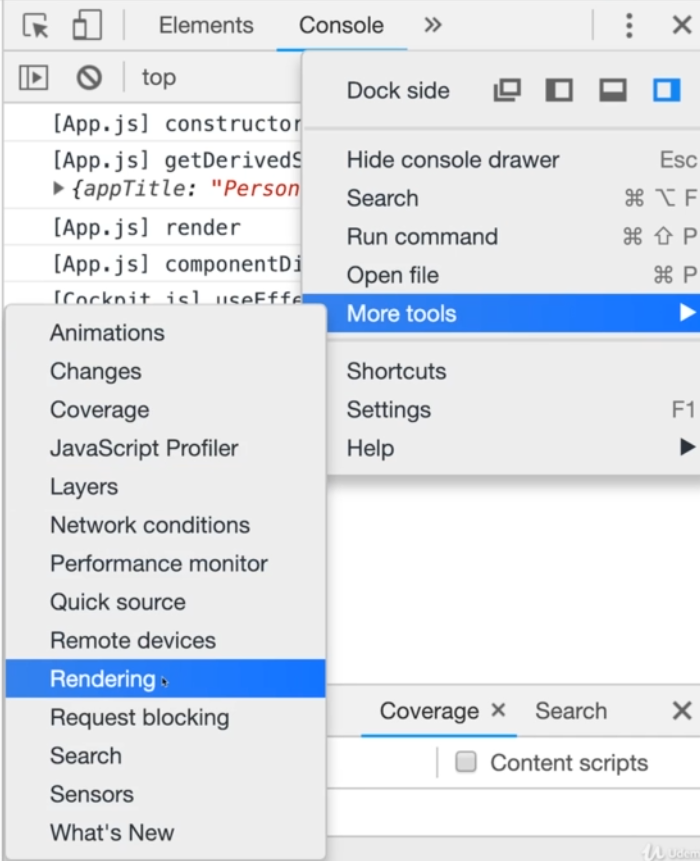 Elements Console »
top
Dock side
[App.js] constructor
[App.js] getDerivedS
{appTitle: "Person
[App.js] render
[App.js] componentDi
[Cockpit.js] useEffe
Hide console drawer Esc
Search ⌘ ⌥ F
Run command ⌘ ⇧ P
Open file ⌘ P
More tools ▶
Shortcuts
Settings F1
Help ▶
Animations
Changes
Coverage
JavaScript Profiler
Layers
Network conditions
Performance monitor
Quick source
Remote devices
Rendering
Request blocking
Search
Sensors
What's New
Coverage × Search ×
Content scripts
Udem